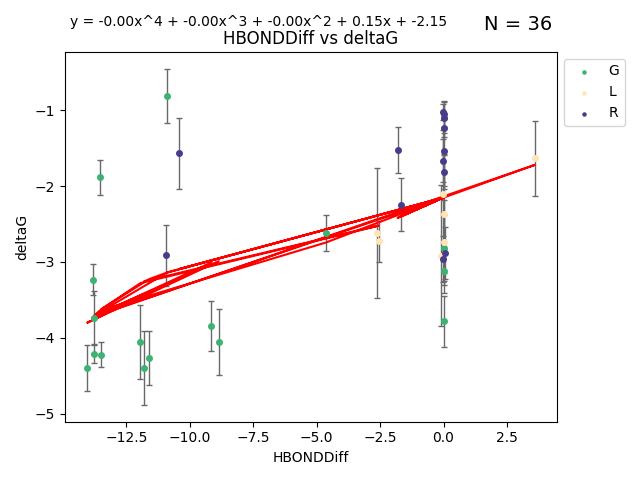 y = -0.00x^4 + -0.00x^3 + -0.00x^2 + 0.15x + -2.15
N = 36
HBONDDiff vs deltaG
G
L
R
−1
−2
−3
−4
−5
deltaG
−12.5 −10.0 −7.5 −5.0 −2.5 0.0 2.5
HBONDDiff